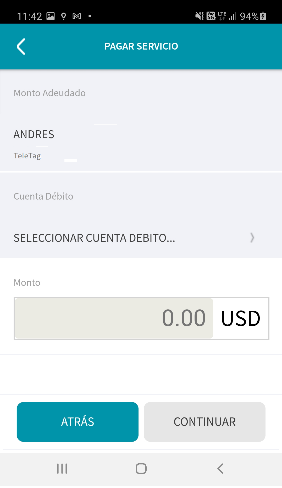 11:42
LTE
94%
PAGAR SERVICIO
Monto Adeudado
ANDRES
TeleTag
Cuenta Débito
SELECCIONAR CUENTA DEBITO...
Monto
0.00 USD
ATRÁS
CONTINUAR